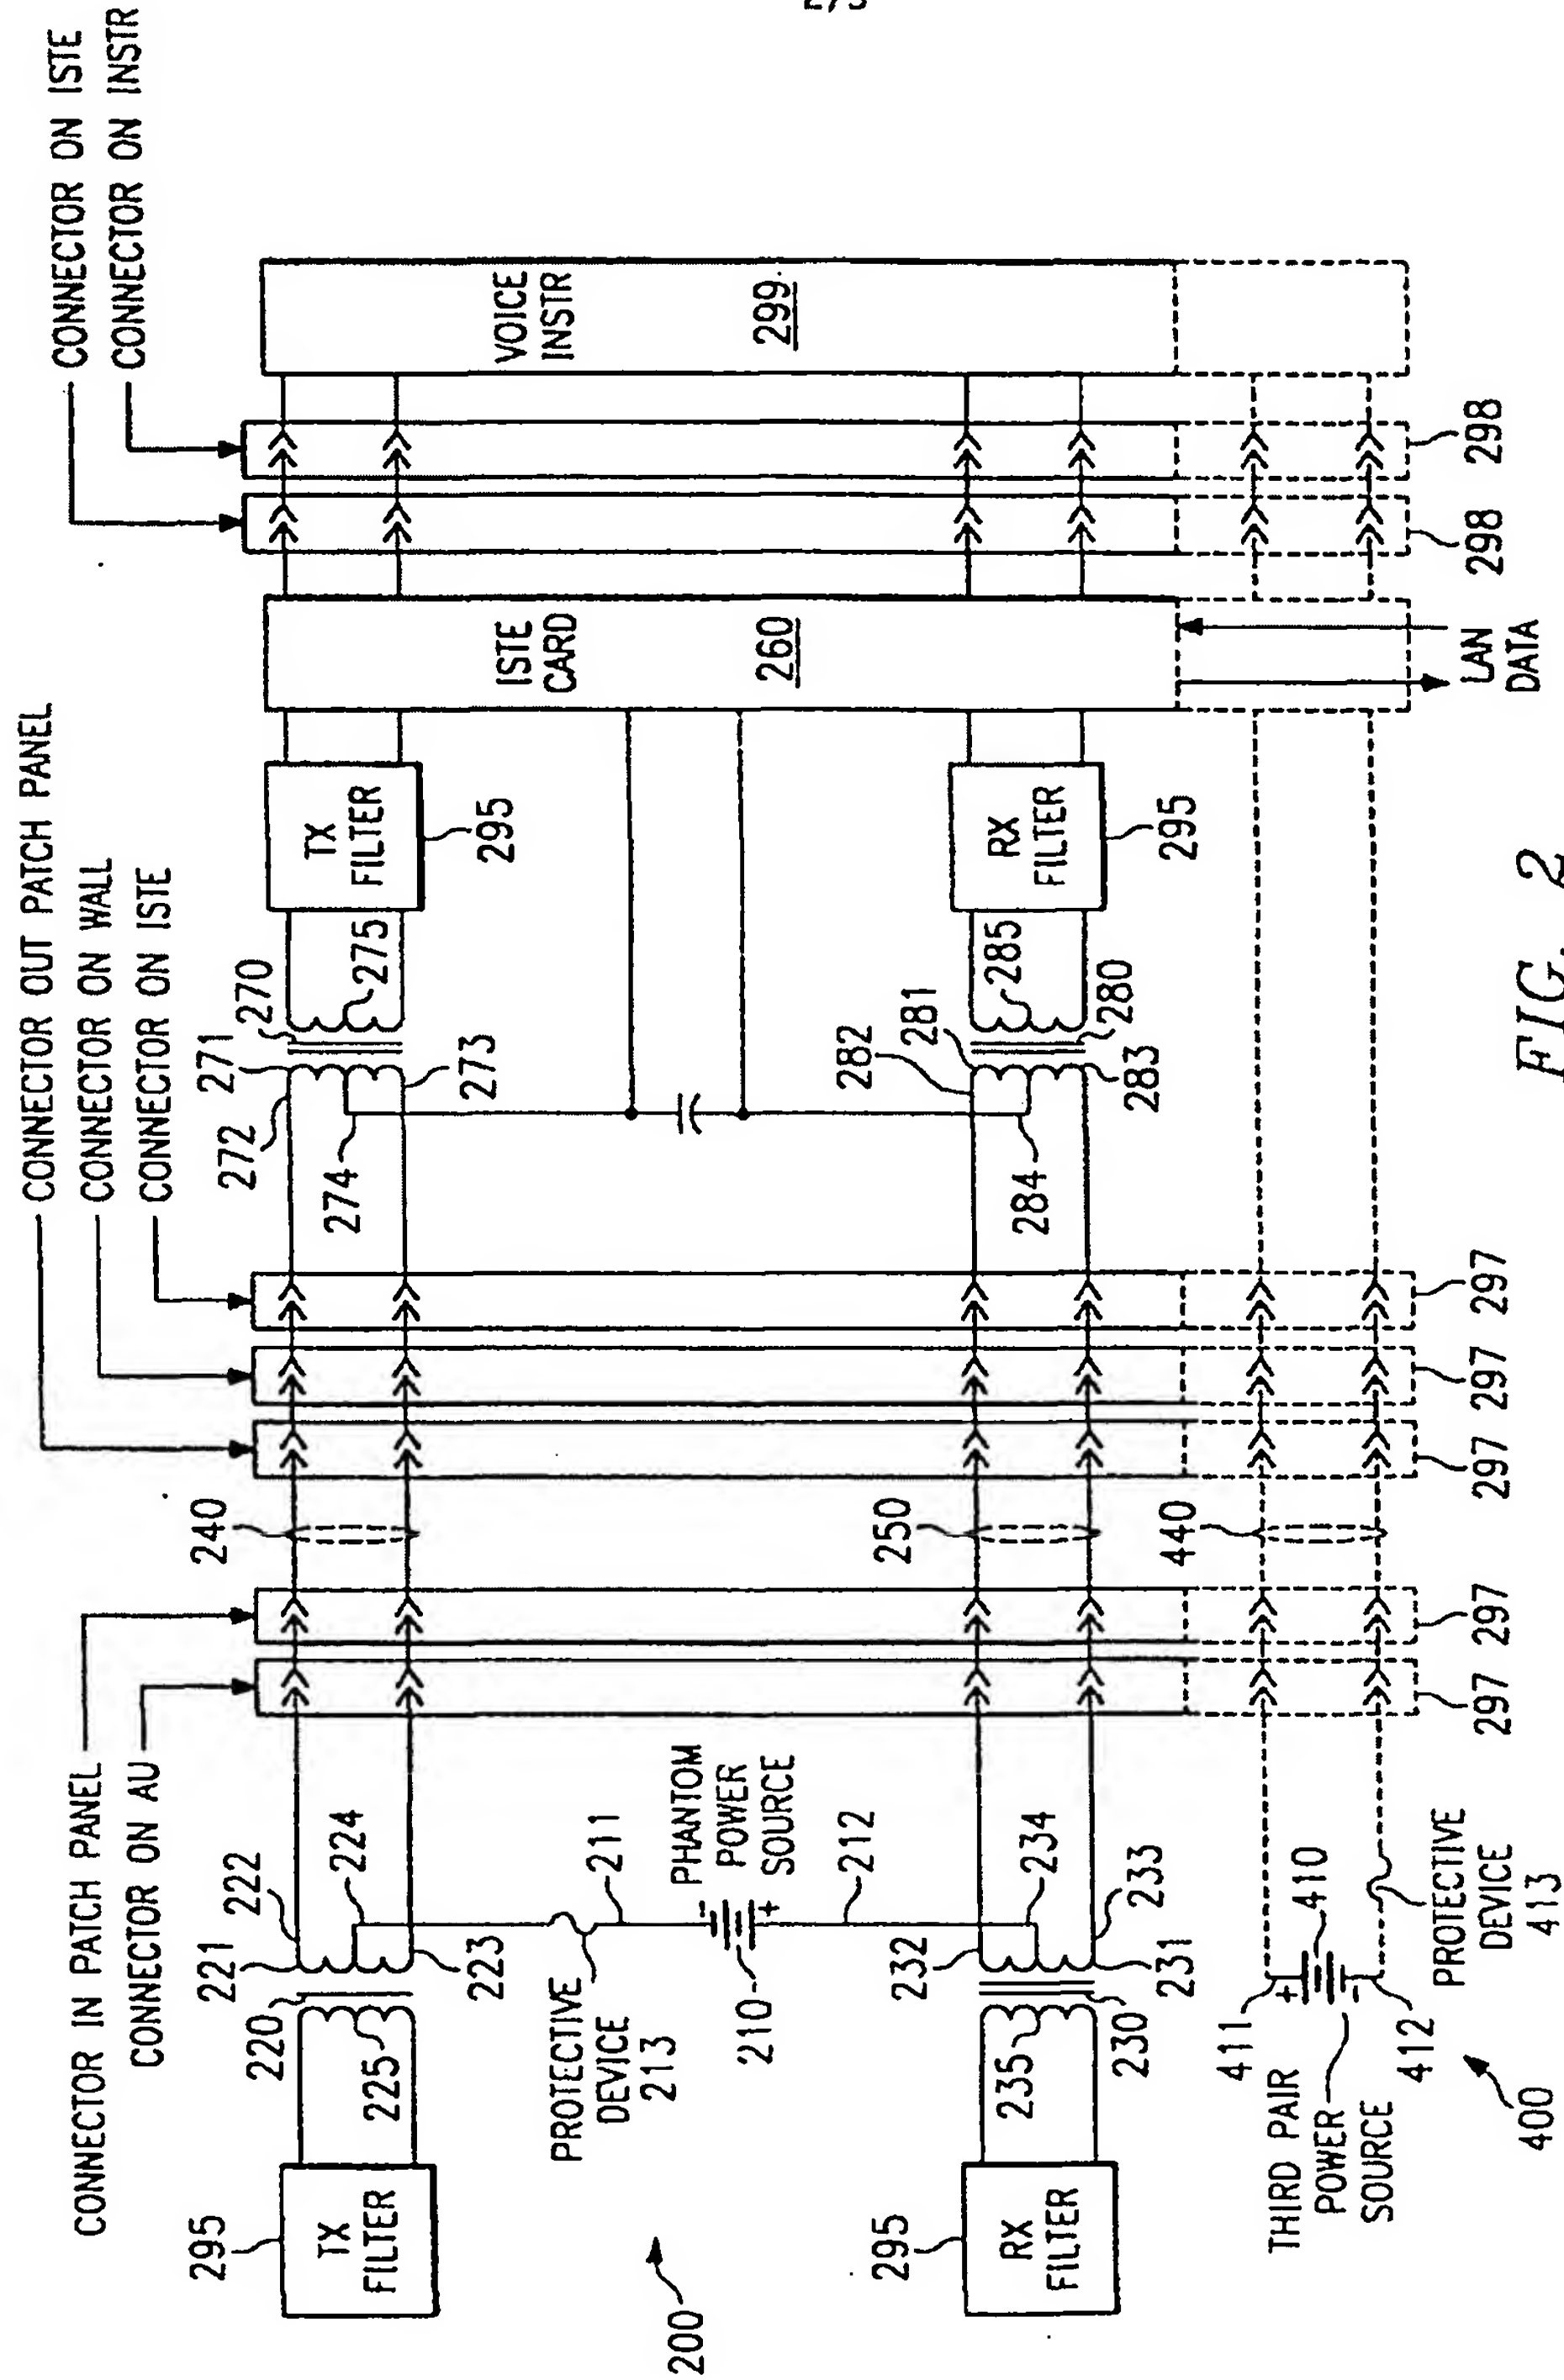 CONNECTOR IN PATCH PANEL
CONNECTOR ON AU
CONNECTOR OUT PATCH PANEL
CONNECTOR ON WALL
CONNECTOR ON ISTE
CONNECTOR ON ISTE
CONNECTOR ON INSTR
295
TX
FILTER
220
225
221
222
224
223
240
272
271
270
274
273
275
TX
FILTER
295
ISTE
CARD
260
VOICE
INSTR
299
PROTECTIVE
DEVICE
213
211
PHANTOM
POWER
SOURCE
-
+
210
212
200
295
RX
FILTER
235
230
232
234
231
233
250
282
281
284
285
280
283
RX
FILTER
295
440
THIRD PAIR
POWER
SOURCE
411
+
410
-
412
PROTECTIVE
DEVICE
413
400
297
297
297
297
297
LAN
DATA
298
298
FIG. 2